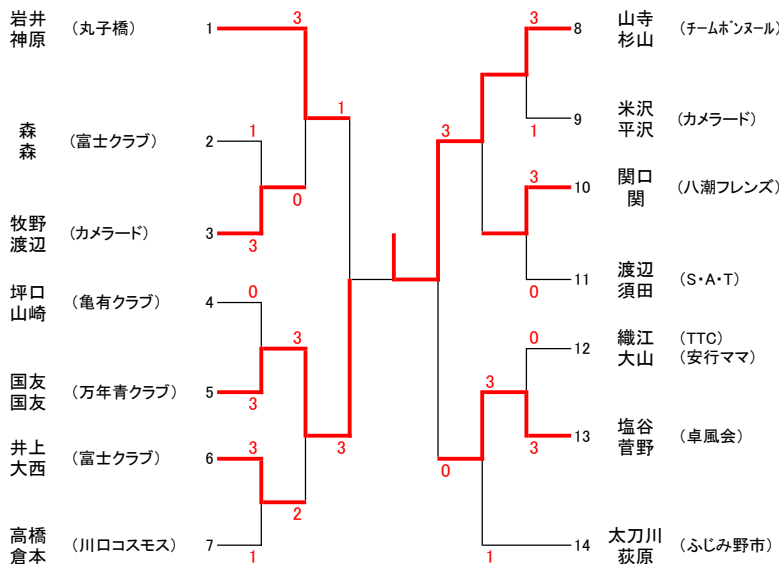 岩井
神原
(丸子橋)
1
3
1
森
森
(富士クラブ)
2
1
0
牧野
渡辺
(カメラード)
3
3
坪口
山崎
(亀有クラブ)
4
0
3
国友
国友
(万年青クラブ)
5
3
3
井上
大西
(富士クラブ)
6
3
2
高橋
倉本
(川口コスモス)
7
1
3
8
山寺
杉山
(チームボンヌール)
3
1
9
米沢
平沢
(カメラード)
3
10
関口
関
(八潮フレンズ)
0
11
渡辺
須田
(S・A・T)
0
12
織江
大山
(TTC)
(安行ママ)
3
3
13
塩谷
菅野
(卓風会)
0
1
14
太刀川
荻原
(ふじみ野市)